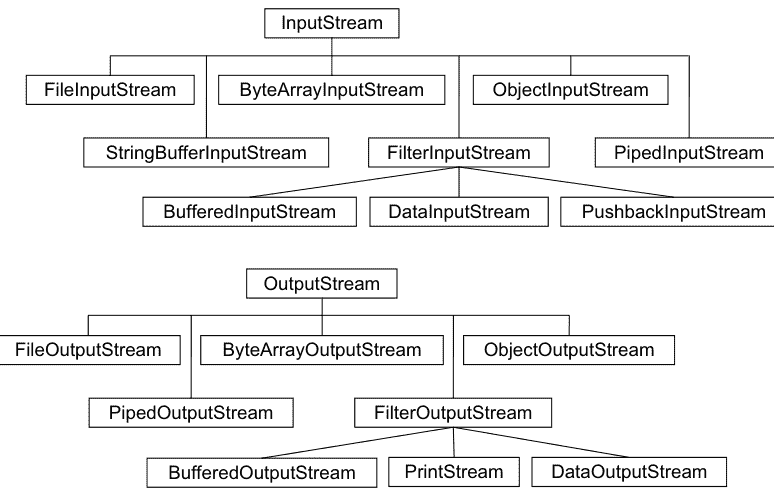 InputStream
FileInputStream
ByteArrayInputStream
ObjectInputStream
StringBufferInputStream
FilterInputStream
PipedInputStream
BufferedInputStream
DataInputStream
PushbackInputStream
OutputStream
FileOutputStream
ByteArrayOutputStream
ObjectOutputStream
PipedOutputStream
FilterOutputStream
BufferedOutputStream
PrintStream
DataOutputStream